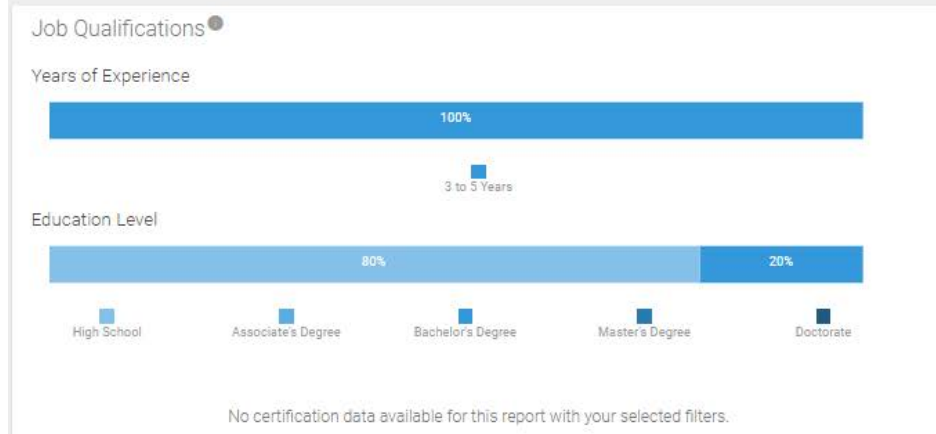 Job Qualifications
Years of Experience
100%
3 to 5 Years
Education Level
80% 20%
High School Associate's Degree Bachelor's Degree Master's Degree Doctorate
No certification data available for this report with your selected filters.